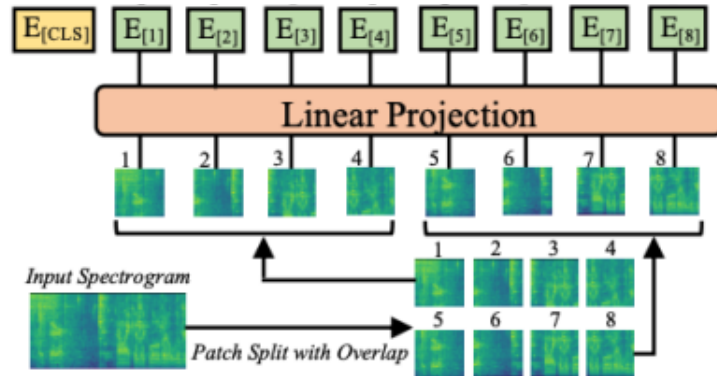 E[CLS] E[1] E[2] E[3] E[4] E[5] E[6] E[7] E[8]
Linear Projection
1 2 3 4 5 6 7 8
1 2 3 4
Input Spectrogram
5 6 7 8
Patch Split with Overlap